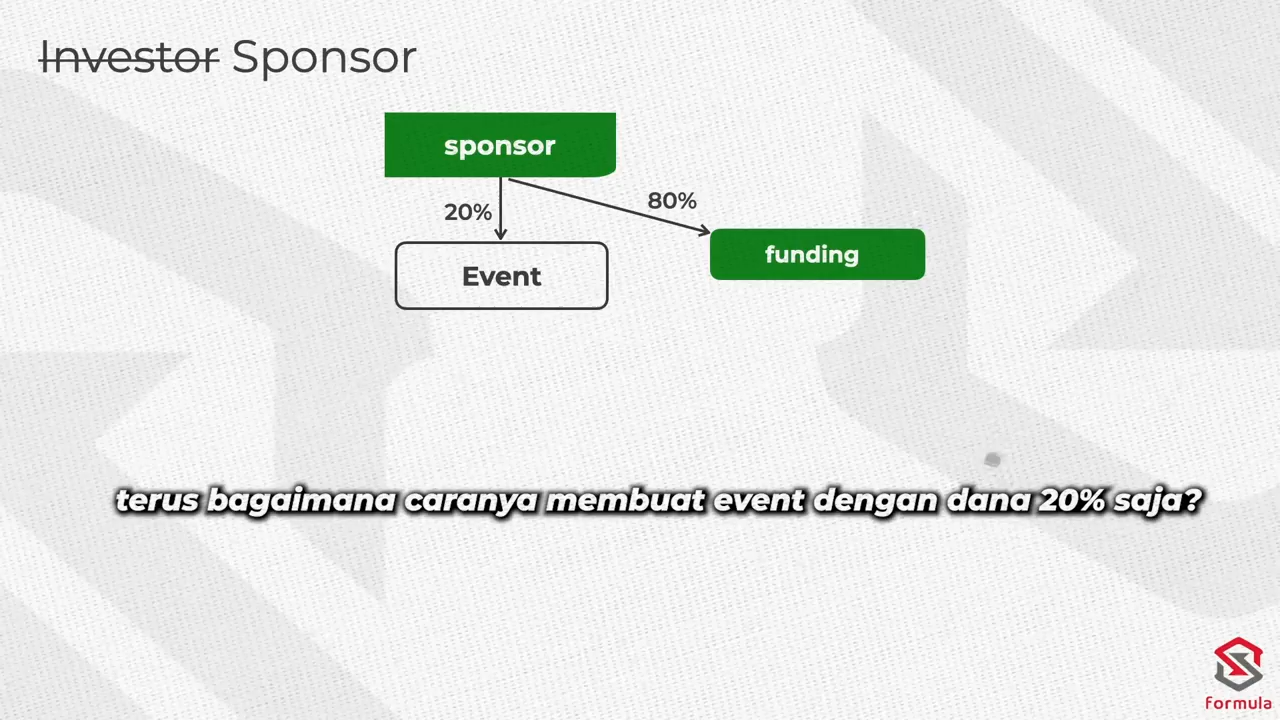 Investor Sponsor
sponsor
20%
80%
Event
funding
terus bagaimana caranya membuat event dengan dana 20% saja?
formula